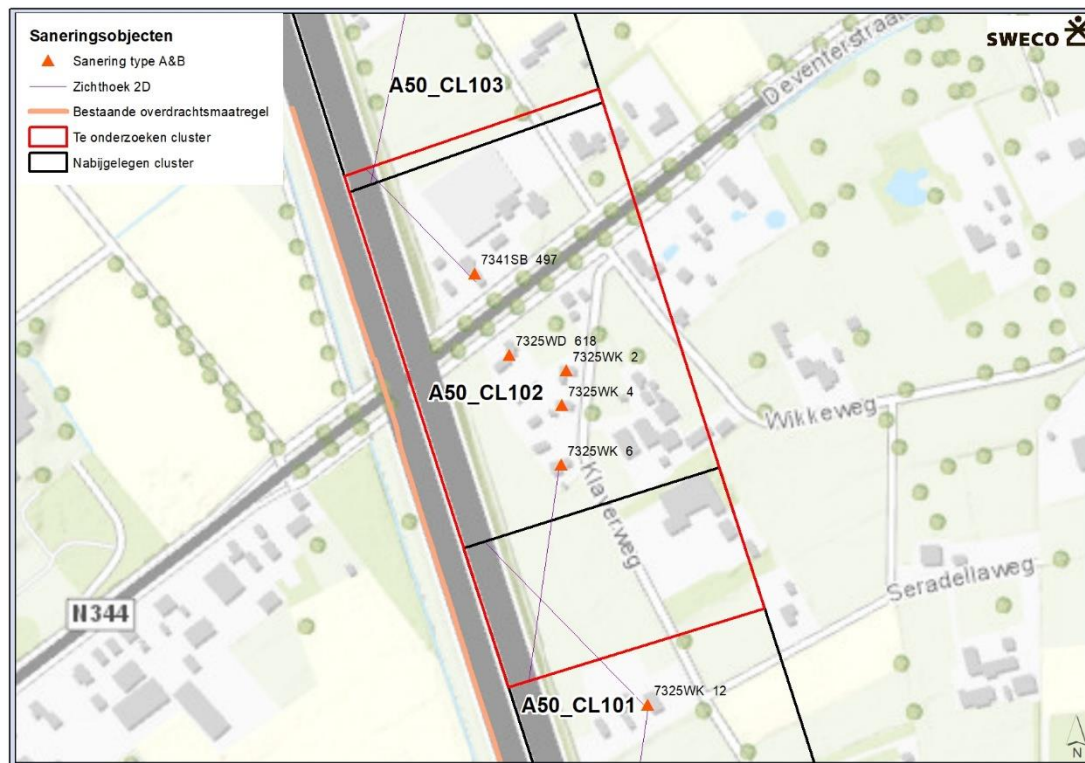 Saneringsobjecten
Sanering type A&B
Zichthoek 2D
Bestaande overdrachtsmaatregel
Te onderzoeken cluster
Nabijgelegen cluster
SWECO
A50_CL103
Deventerstraat
7341SB 497
7325WD 618
7325WK 2
A50_CL102
7325WK 4
Wikkeweg
7325WK 6
Klaverweg
Seradellaweg
N344
7325WK 12
A50_CL101
N